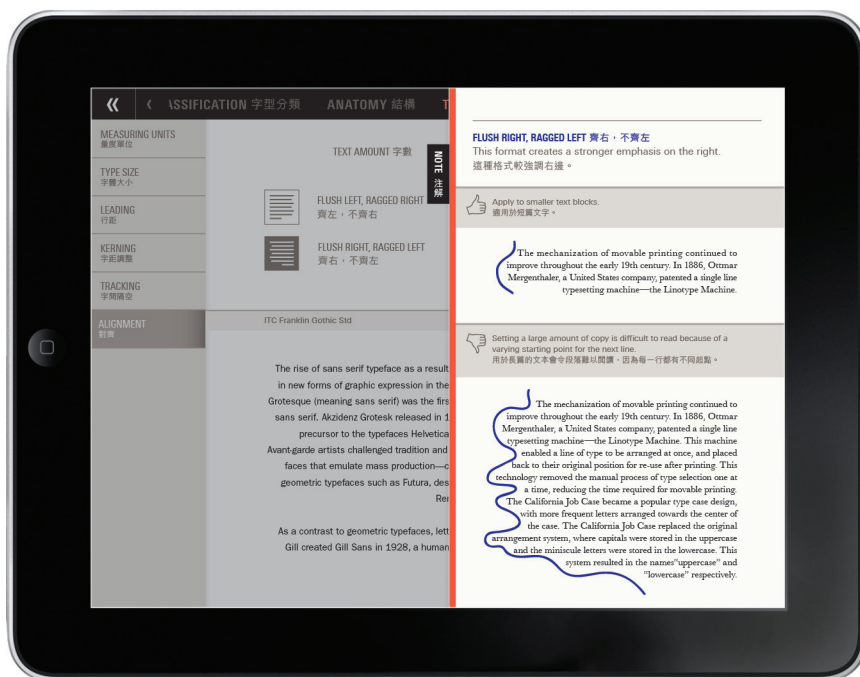 ASSIFICATION 字型分類 ANATOMY 結構 T
MEASURING UNITS
量度單位
TYPE SIZE
字體大小
LEADING
行距
KERNING
字距調整
TRACKING
字間隔空
ALIGNMENT
對齊
TEXT AMOUNT 字數
FLUSH LEFT, RAGGED RIGHT
齊左，不齊右
FLUSH RIGHT, RAGGED LEFT
齊右，不齊左
NOTE 注解
ITC Franklin Gothic Std
The rise of sans serif typeface as a result
in new forms of graphic expression in the
Grotesque (meaning sans serif) was the firs
sans serif. Akzidenz Grotesk released in 1
precursor to the typefaces Helvetica
Avant-garde artists challenged tradition and
faces that emulate mass production—c
geometric typefaces such as Futura, des
Rer
As a contrast to geometric typefaces, lett
Gill created Gill Sans in 1928, a human
FLUSH RIGHT, RAGGED LEFT 齊右，不齊左
This format creates a stronger emphasis on the right.
這種格式較強調右邊。
Apply to smaller text blocks.
適用於短篇文字。
The mechanization of movable printing continued to
improve throughout the early 19th century. In 1886, Ottmar
Mergenthaler, a United States company, patented a single line
typesetting machine—the Linotype Machine.
Setting a large amount of copy is difficult to read because of a
varying starting point for the next line.
用於長篇的文本會令段落難以閱讀，因為每一行都有不同起點。
The mechanization of movable printing continued to
improve throughout the early 19th century. In 1886, Ottmar
Mergenthaler, a United States company, patented a single line
typesetting machine—the Linotype Machine. This machine
enabled a line of type to be arranged at once, and placed
back to their original position for re-use after printing. This
technology removed the manual process of type selection one at
a time, reducing the time required for movable printing.
The California Job Case became a popular type case design,
with more frequent letters arranged towards the center of
the case. The California Job Case replaced the original
arrangement system, where capitals were stored in the uppercase
and the miniscule letters were stored in the lowercase. This
system resulted in the names"uppercase" and
"lowercase" respectively.